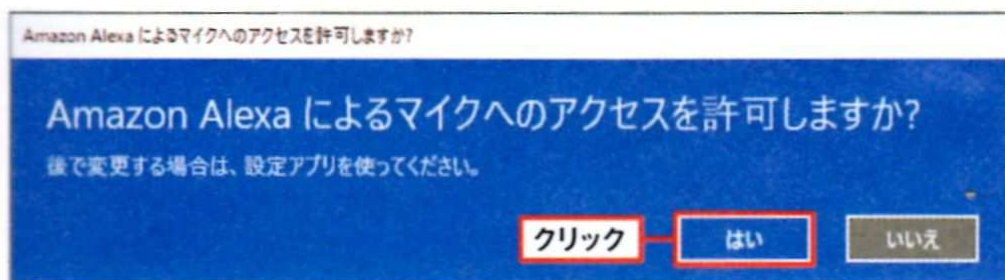 Amazon Alexa によるマイクへのアクセスを許可しますか?
Amazon Alexa によるマイクへのアクセスを許可しますか?
後で変更する場合は、設定アプリを使ってください。
クリック はい いいえ